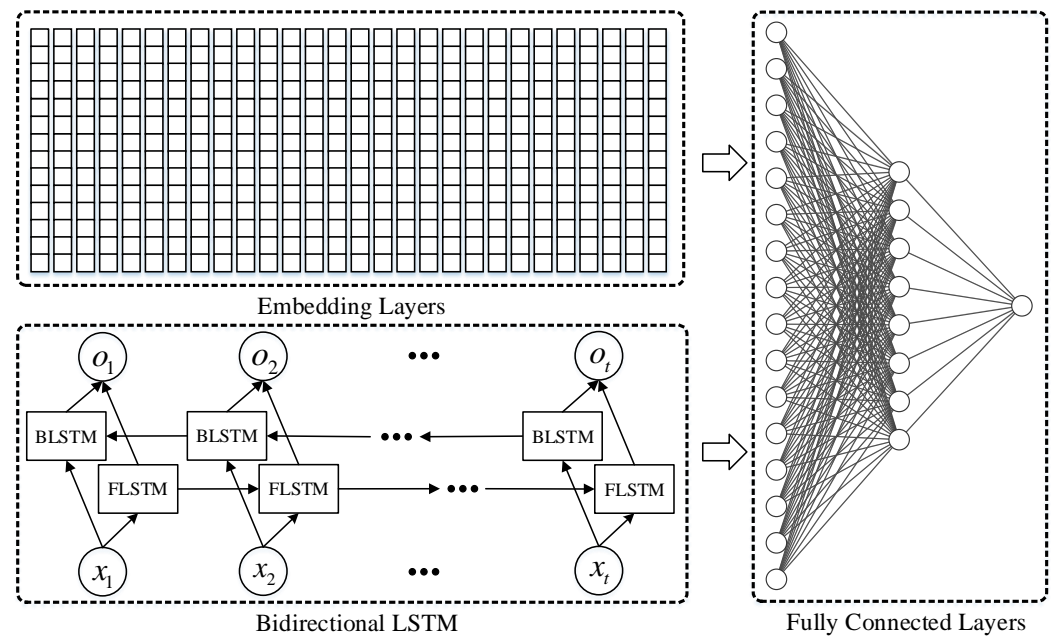 Embedding Layers
o1 o2 ••• ot
BLSTM BLSTM ••• BLSTM
FLSTM FLSTM ••• FLSTM
x1 x2 ••• xt
Bidirectional LSTM
Fully Connected Layers